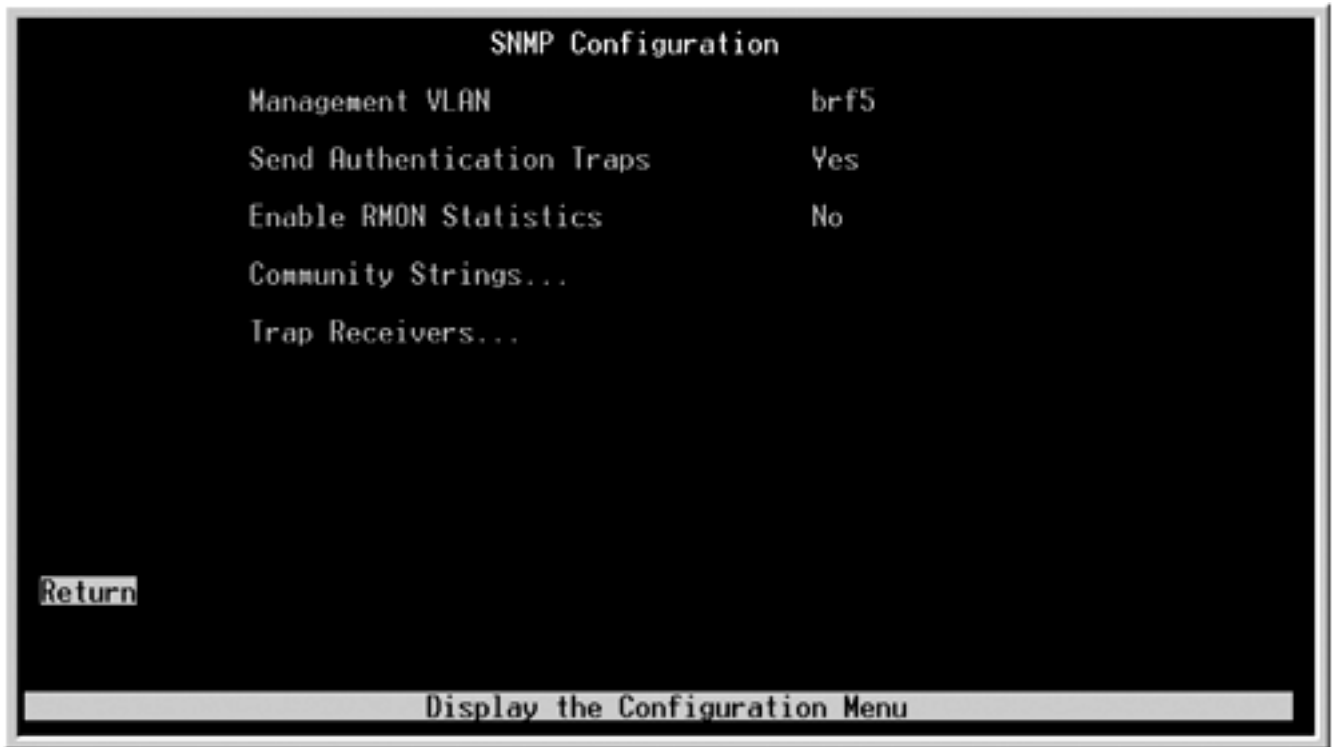 SNMP Configuration
Management VLAN brf5
Send Authentication Traps Yes
Enable RMON Statistics No
Community Strings...
Trap Receivers...
Return
Display the Configuration Menu